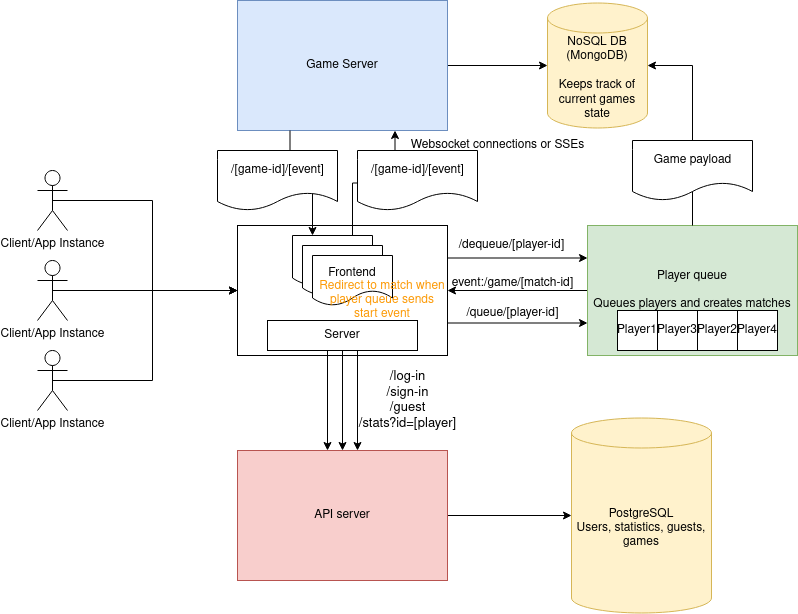 Game Server
NoSQL DB
(MongoDB)
Keeps track of
current games
state
Websocket connections or SSEs
/[game-id]/[event]
/[game-id]/[event]
Game payload
Client/App Instance
Client/App Instance
Client/App Instance
Frontend
Redirect to match when
player queue sends
start event
Server
/dequeue/[player-id]
event:/game/[match-id]
/queue/[player-id]
Player queue
Queues players and creates matches
Player1
Player3
Player2
Player4
/log-in
/sign-in
/guest
/stats?id=[player]
API server
PostgreSQL
Users, statistics, guests,
games